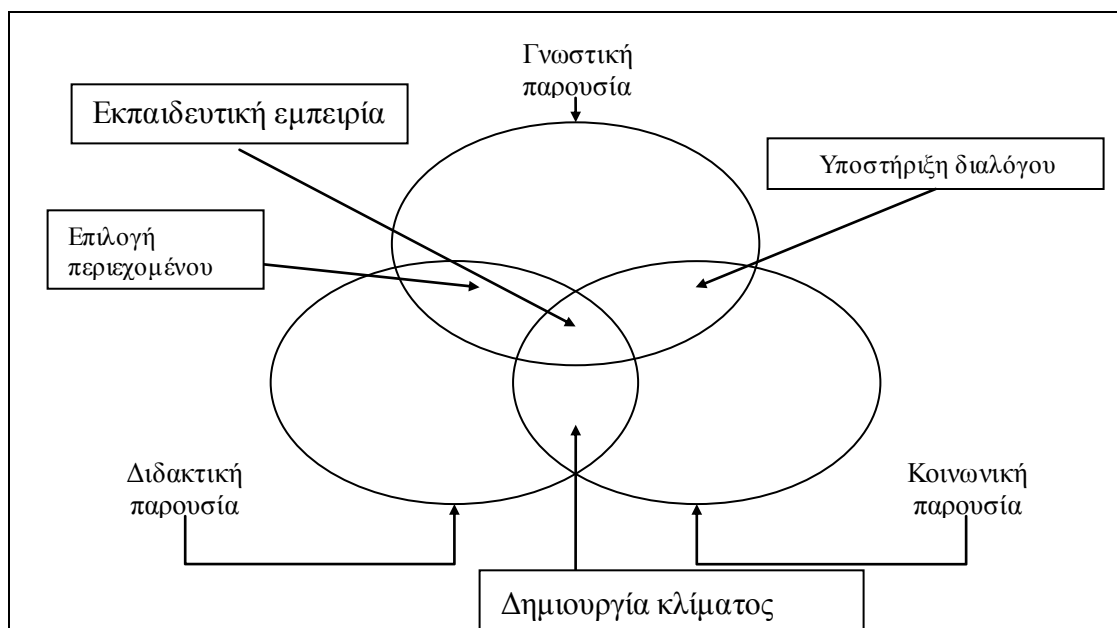 Γνωστική
παρουσία
Εκπαιδευτική εμπειρία
Υποστήριξη διαλόγου
Επιλογή
περιεχομένου
Διδακτική
παρουσία
Κοινωνική
παρουσία
Δημιουργία κλίματος